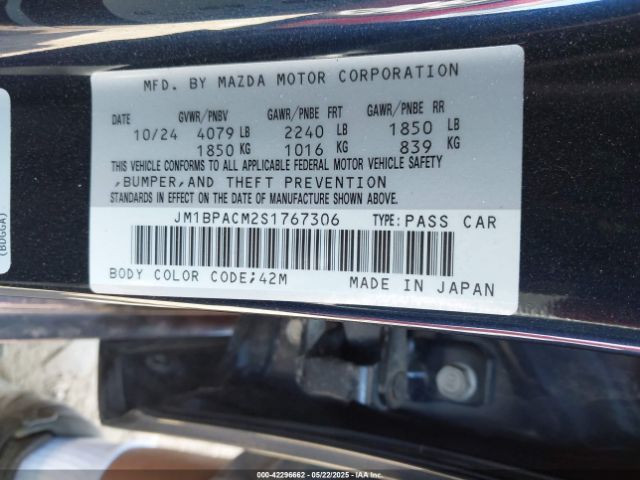 MFD. BY MAZDA MOTOR CORPORATION
DATE GVWR/PNBV GAWR/PNBE FRT GAWR/PNBE RR
10/24 4079 LB 2240 LB 1850 LB
1850 KG 1016 KG 839 KG
THIS VEHICLE CONFORMS TO ALL APPLICABLE FEDERAL MOTOR VEHICLE SAFETY
,BUMPER,AND THEFT PREVENTION
STANDARDS IN EFFECT ON THE DATE OF MANUFACTURE SHOWN ABOVE.
JM1BPACM2S1767306 TYPE: PASS CAR
BODY COLOR CODE;42M MADE IN JAPAN
(BDGGA)
000-42296662 05/22/2025 IAAI.COM